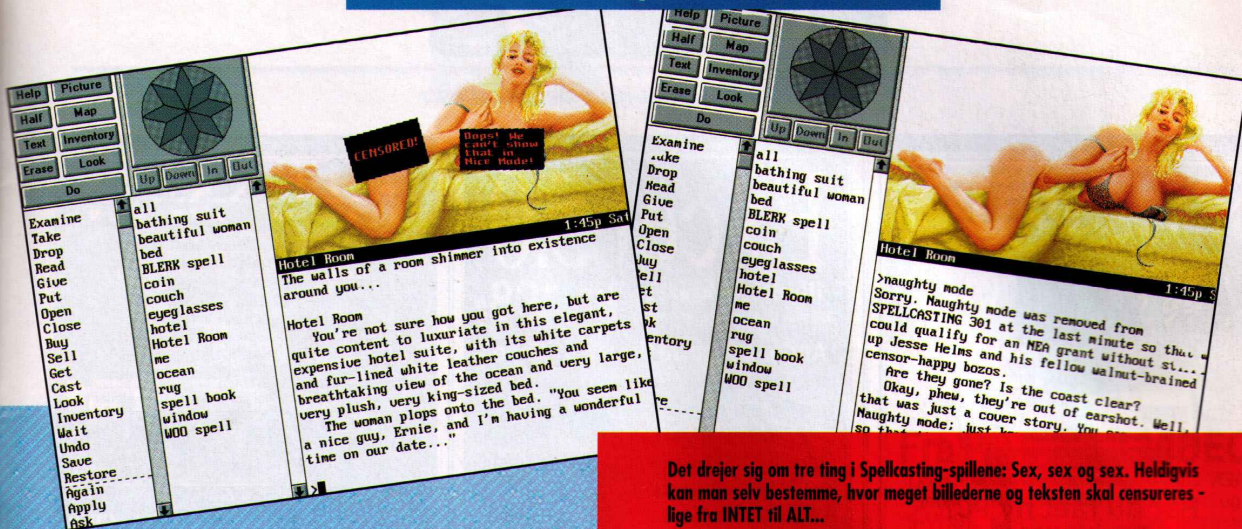 Help Picture
Half Map
Text Inventory
Erase Look
Do
Up Down In Out
Examine
Take
Drop
Read
Give
Put
Open
Close
Buy
Sell
Get
Cast
Look
Inventory
Wait
Undo
Save
Restore
Again
Apply
Ask
all
bathing suit
beautiful woman
bed
BLERK spell
coin
couch
eyeglasses
hotel
Hotel Room
me
ocean
rug
spell book
window
WOO spell
CENSORED!
Oops! We
can't show
that in
Nice Mode!
Hotel Room 1:45p Sat
The walls of a room shimmer into existence
around you...
Hotel Room
You're not sure how you got here, but are
quite content to luxuriate in this elegant,
expensive hotel suite, with its white carpets
and fur-lined white leather couches and
breathtaking view of the ocean and very large,
very plush, very king-sized bed.
The woman plops onto the bed. "You seem like
a nice guy, Ernie, and I'm having a wonderful
time on our date..."
>
Help Picture
Half Map
Text Inventory
Erase Look
Do
Up Down In Out
Examine
Drop
Read
Give
Put
Open
Close
all
bathing suit
beautiful woman
bed
BLERK spell
coin
couch
eyeglasses
hotel
Hotel Room
me
ocean
rug
spell book
window
WOO spell
Hotel Room 1:45p S
>naughty mode
Sorry. Naughty mode was removed from
SPELLCASTING 301 at the last minute so that
could qualify for an NEA grant without
up Jesse Helms and his fellow walnut-brained
censor-happy bozos.
Are they gone? Is the coast clear?
Okay, phew, they're out of earshot. Well,
that was just a cover story. You
Naughty mode; just
so that
Det drejer sig om tre ting i Spellcasting-spillene: Sex, sex og sex. Heldigvis
kan man selv bestemme, hvor meget billederne og teksten skal censureres -
lige fra INTET til ALT...